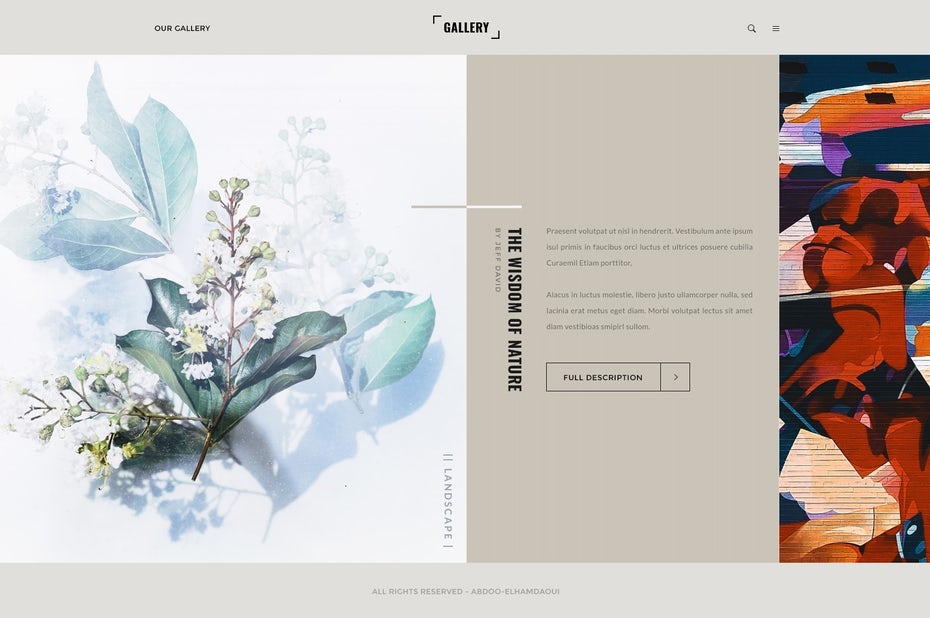 OUR GALLERY
GALLERY
|| LANDSCAPE |
THE WISDOM OF NATURE
BY JEFF DAVID
Praesent volutpat ut nisl in hendrerit. Vestibulum ante ipsum
isul primis in faucibus orci luctus et ultrices posuere cubilia
Curaemil Etiam porttitor,
Alacus in luctus molestie, libero justo ullamcorper nulla, sed
lacinia erat metus eget diam. Morbi volutpat lectus sit amet
diam vestibioas smipirl sullom.
FULL DESCRIPTION
ALL RIGHTS RESERVED - ABDOO-ELHAMDAOUI